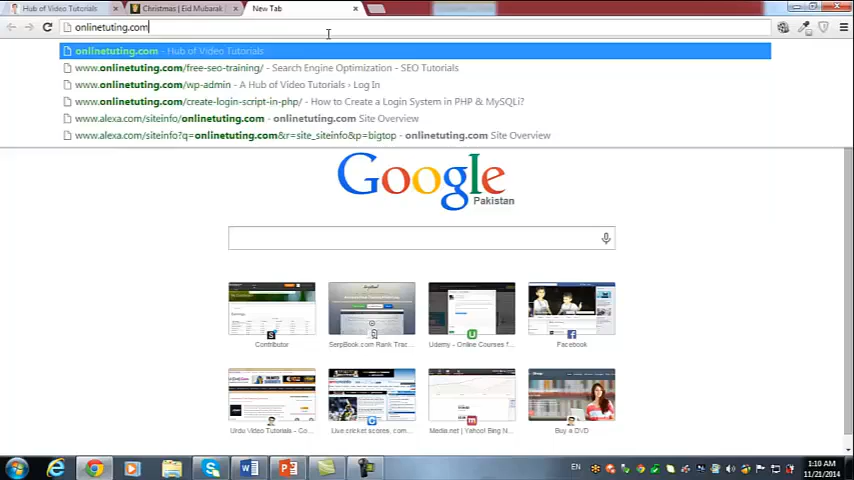 Hub of Video Tutorials
Christmas | Eid Mubarak
New Tab
onlinetuting.com
onlinetuting.com - Hub of Video Tutorials
www.onlinetuting.com/free-seo-training/ - Search Engine Optimization - SEO Tutorials
www.onlinetuting.com/wp-admin - A Hub of Video Tutorials › Log In
www.onlinetuting.com/create-login-script-in-php/ - How to Create a Login System in PHP & MySQLi?
www.alexa.com/siteinfo/onlinetuting.com - onlinetuting.com Site Overview
www.alexa.com/siteinfo?q=onlinetuting.com&r=site_siteinfo&p=bigtop - onlinetuting.com Site Overview
Google
Pakistan
Contributor
SerpBook.com Rank Trac...
Udemy - Online Courses f...
Facebook
Urdu Video Tutorials - Go...
Live cricket scores, com...
Media.net | Yahoo! Bing N...
Buy a DVD
EN
1:10 AM
11/21/2014